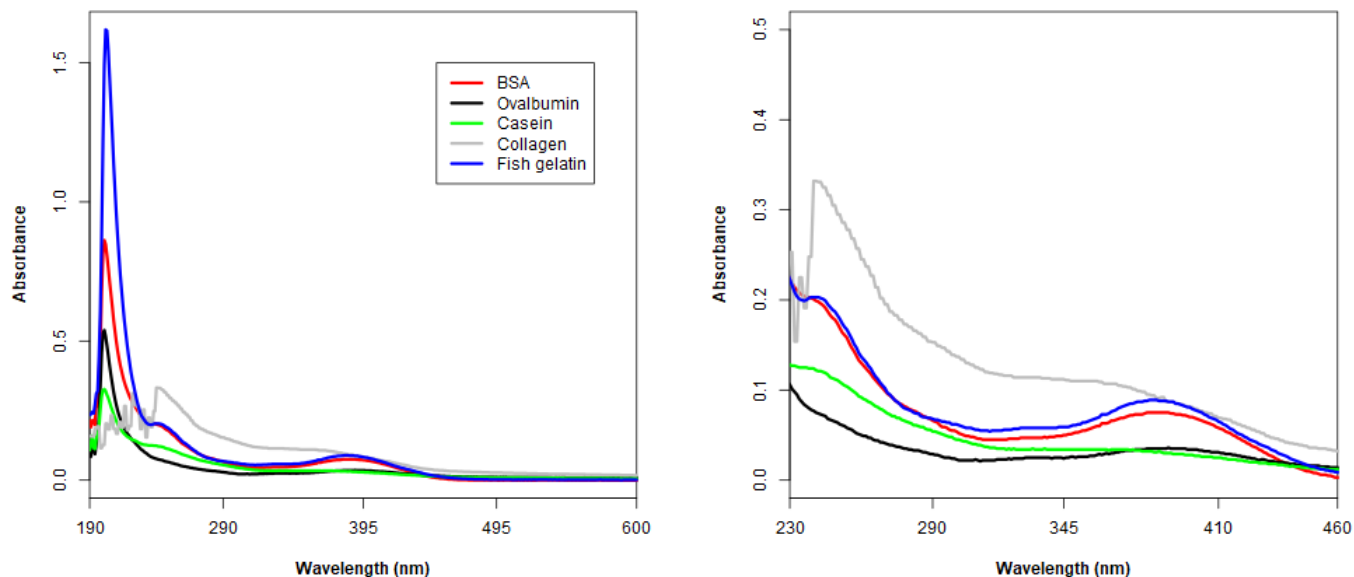 1.5
1.0
0.5
0.0
Absorbance
BSA
Ovalbumin
Casein
Collagen
Fish gelatin
190 290 395 495 600
Wavelength (nm)
0.5
0.4
0.3
0.2
0.1
0.0
Absorbance
230 290 345 410 460
Wavelength (nm)